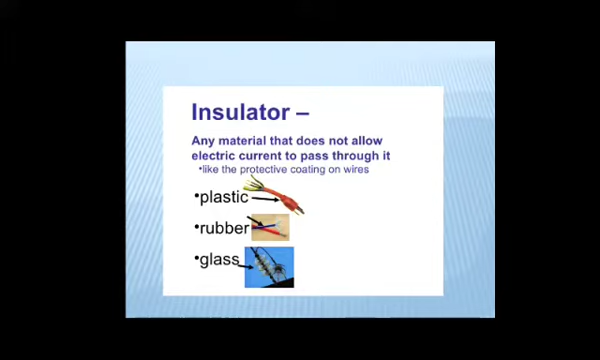 Insulator –
Any material that does not allow
electric current to pass through it
•like the protective coating on wires
•plastic
•rubber
•glass